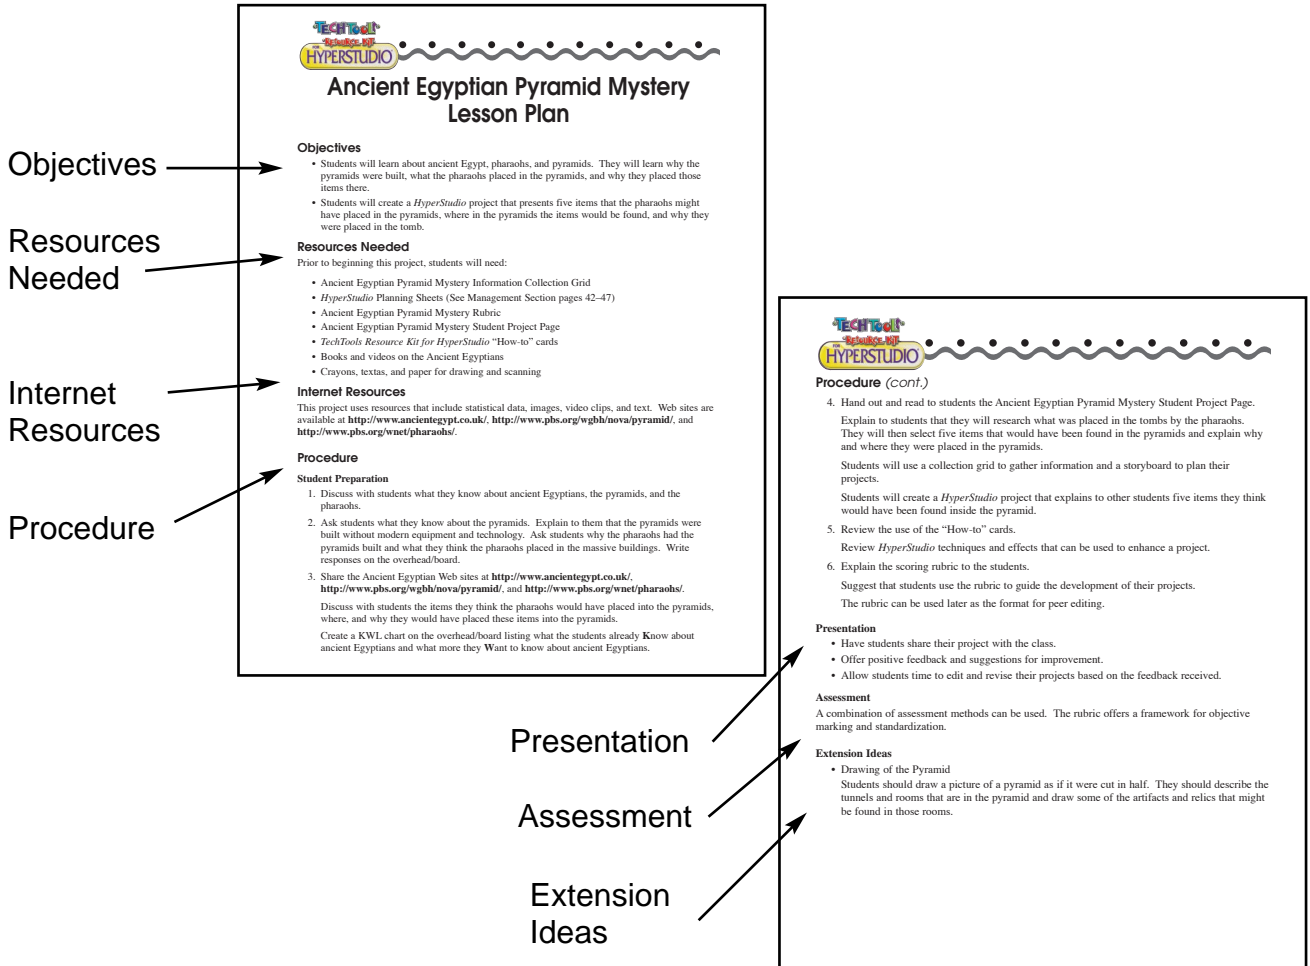 TECHTOOLS
RESOURCE KIT
FOR
HYPERSTUDIO
Ancient Egyptian Pyramid Mystery
Lesson Plan
Objectives
• Students will learn about ancient Egypt, pharaohs, and pyramids. They will learn why the
pyramids were built, what the pharaohs placed in the pyramids, and why they placed those
items there.
• Students will create a HyperStudio project that presents five items that the pharaohs might
have placed in the pyramids, where in the pyramids the items would be found, and why they
were placed in the tomb.
Resources Needed
Prior to beginning this project, students will need:
• Ancient Egyptian Pyramid Mystery Information Collection Grid
• HyperStudio Planning Sheets (See Management Section pages 42–47)
• Ancient Egyptian Pyramid Mystery Rubric
• Ancient Egyptian Pyramid Mystery Student Project Page
• TechTools Resource Kit for HyperStudio “How-to” cards
• Books and videos on the Ancient Egyptians
• Crayons, textas, and paper for drawing and scanning
Internet Resources
This project uses resources that include statistical data, images, video clips, and text. Web sites are
available at http://www.ancientegypt.co.uk/, http://www.pbs.org/wgbh/nova/pyramid/, and
http://www.pbs.org/wnet/pharaohs/.
Procedure
Student Preparation
1. Discuss with students what they know about ancient Egyptians, the pyramids, and the
pharaohs.
2. Ask students what they know about the pyramids. Explain to them that the pyramids were
built without modern equipment and technology. Ask students why the pharaohs had the
pyramids built and what they think the pharaohs placed in the massive buildings. Write
responses on the overhead/board.
3. Share the Ancient Egyptian Web sites at http://www.ancientegypt.co.uk/,
http://www.pbs.org/wgbh/nova/pyramid/, and http://www.pbs.org/wnet/pharaohs/.
Discuss with students the items they think the pharaohs would have placed into the pyramids,
where, and why they would have placed these items into the pyramids.
Create a KWL chart on the overhead/board listing what the students already Know about
ancient Egyptians and what more they Want to know about ancient Egyptians.
Objectives
Resources
Needed
Internet
Resources
Procedure
TECHTOOLS
RESOURCE KIT
FOR
HYPERSTUDIO
Procedure (cont.)
4. Hand out and read to students the Ancient Egyptian Pyramid Mystery Student Project Page.
Explain to students that they will research what was placed in the tombs by the pharaohs.
They will then select five items that would have been found in the pyramids and explain why
and where they were placed in the pyramids.
Students will use a collection grid to gather information and a storyboard to plan their
projects.
Students will create a HyperStudio project that explains to other students five items they think
would have been found inside the pyramid.
5. Review the use of the “How-to” cards.
Review HyperStudio techniques and effects that can be used to enhance a project.
6. Explain the scoring rubric to the students.
Suggest that students use the rubric to guide the development of their projects.
The rubric can be used later as the format for peer editing.
Presentation
• Have students share their project with the class.
• Offer positive feedback and suggestions for improvement.
• Allow students time to edit and revise their projects based on the feedback received.
Assessment
A combination of assessment methods can be used. The rubric offers a framework for objective
marking and standardization.
Extension Ideas
• Drawing of the Pyramid
Students should draw a picture of a pyramid as if it were cut in half. They should describe the
tunnels and rooms that are in the pyramid and draw some of the artifacts and relics that might
be found in those rooms.
Presentation
Assessment
Extension
Ideas